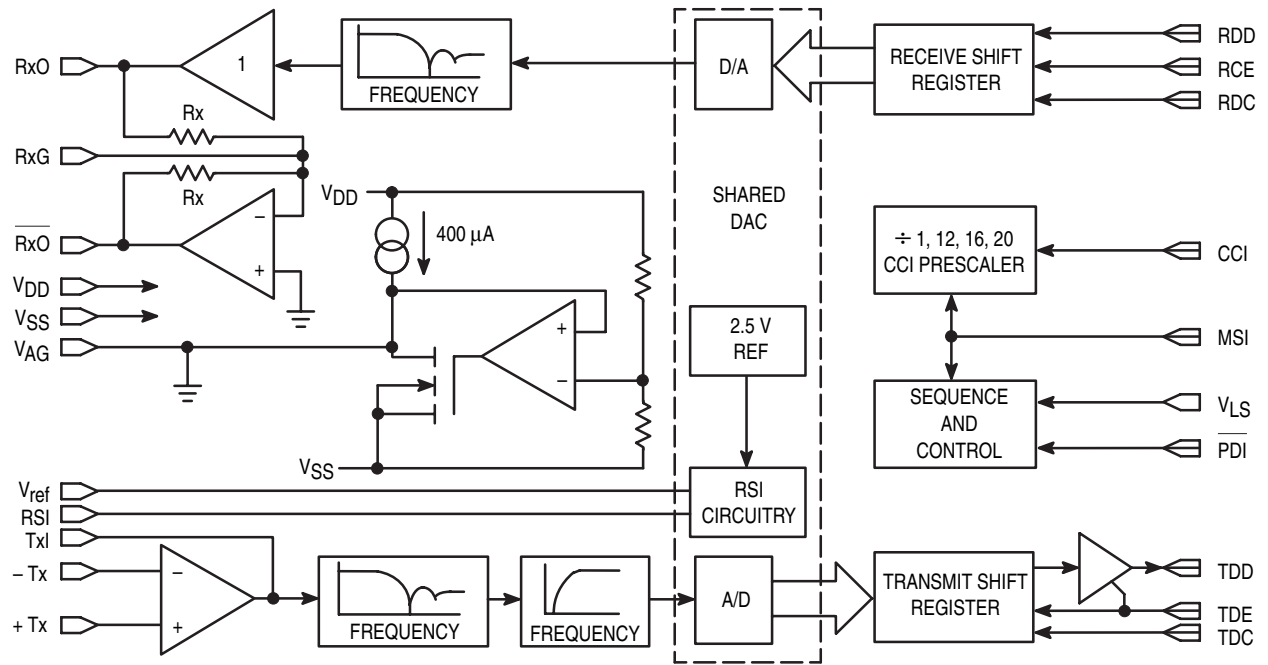 RxO
1
FREQUENCY
D/A
RECEIVE SHIFT
REGISTER
RDD
RCE
RDC
Rx
RxG
Rx
RxO
–
+
VDD
400 μA
SHARED
DAC
÷ 1, 12, 16, 20
CCI PRESCALER
CCI
VDD
VSS
VAG
+
–
2.5 V
REF
MSI
SEQUENCE
AND
CONTROL
VLS
PDI
VSS
Vref
RSI
TxI
RSI
CIRCUITRY
– Tx
+ Tx
–
+
FREQUENCY
FREQUENCY
A/D
TRANSMIT SHIFT
REGISTER
TDD
TDE
TDC